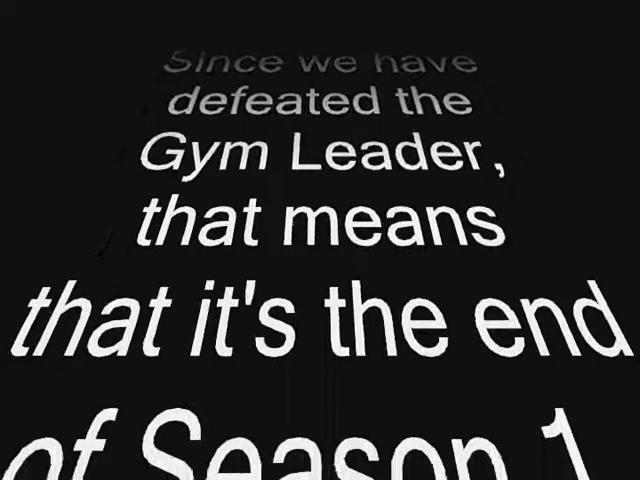 Since we have
defeated the
Gym Leader,
that means
that it's the end
of Season 1